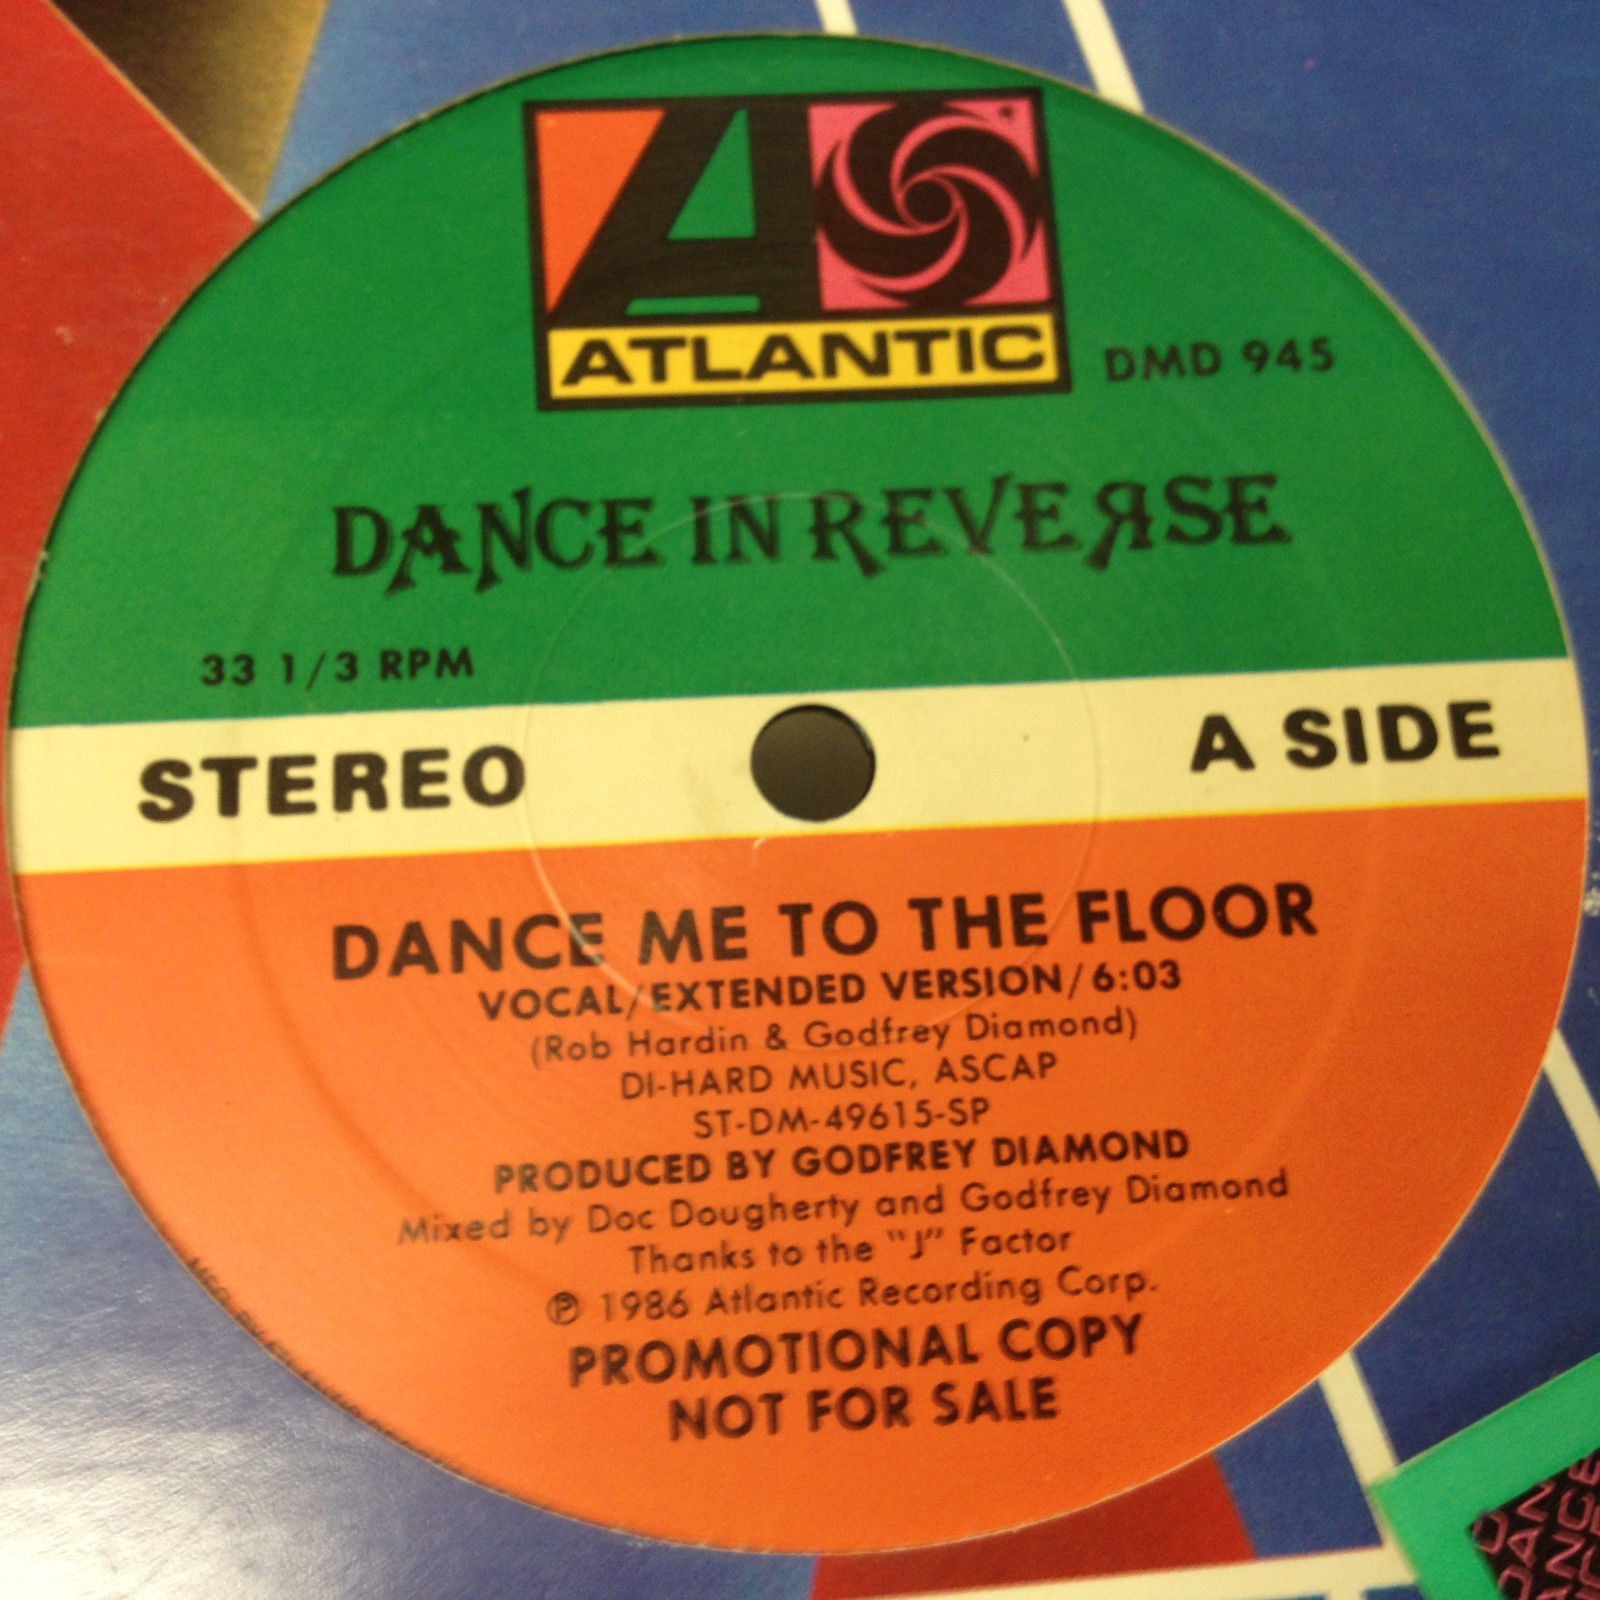 ATLANTIC
DMD 945
DANCE IN REVERSE
33 1/3 RPM
STEREO
A SIDE
DANCE ME TO THE FLOOR
VOCAL/EXTENDED VERSION/6:03
(Rob Hardin & Godfrey Diamond)
DI-HARD MUSIC, ASCAP
ST-DM-49615-SP
PRODUCED BY GODFREY DIAMOND
Mixed by Doc Dougherty and Godfrey Diamond
Thanks to the "J" Factor
℗ 1986 Atlantic Recording Corp.
PROMOTIONAL COPY
NOT FOR SALE